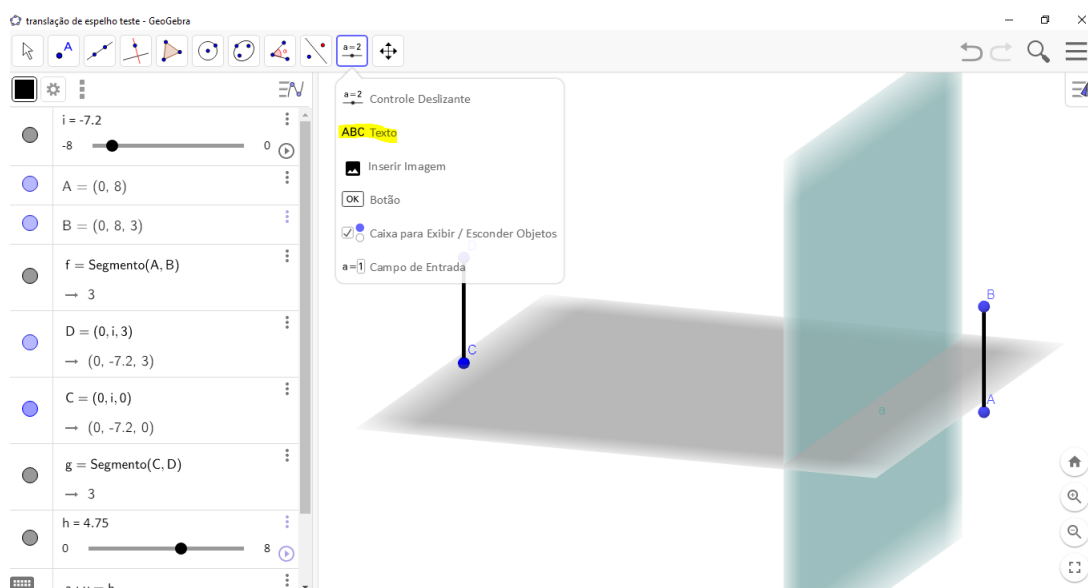 translação de espelho teste - GeoGebra
a=2
i = -7.2
-8
0
A = (0, 8)
B = (0, 8, 3)
f = Segmento(A, B)
→ 3
D = (0, i, 3)
→ (0, -7.2, 3)
C = (0, i, 0)
→ (0, -7.2, 0)
g = Segmento(C, D)
→ 3
h = 4.75
0
8
a=2 Controle Deslizante
ABC Texto
Inserir Imagem
OK Botão
Caixa para Exibir / Esconder Objetos
a=1 Campo de Entrada
C
B
A
a